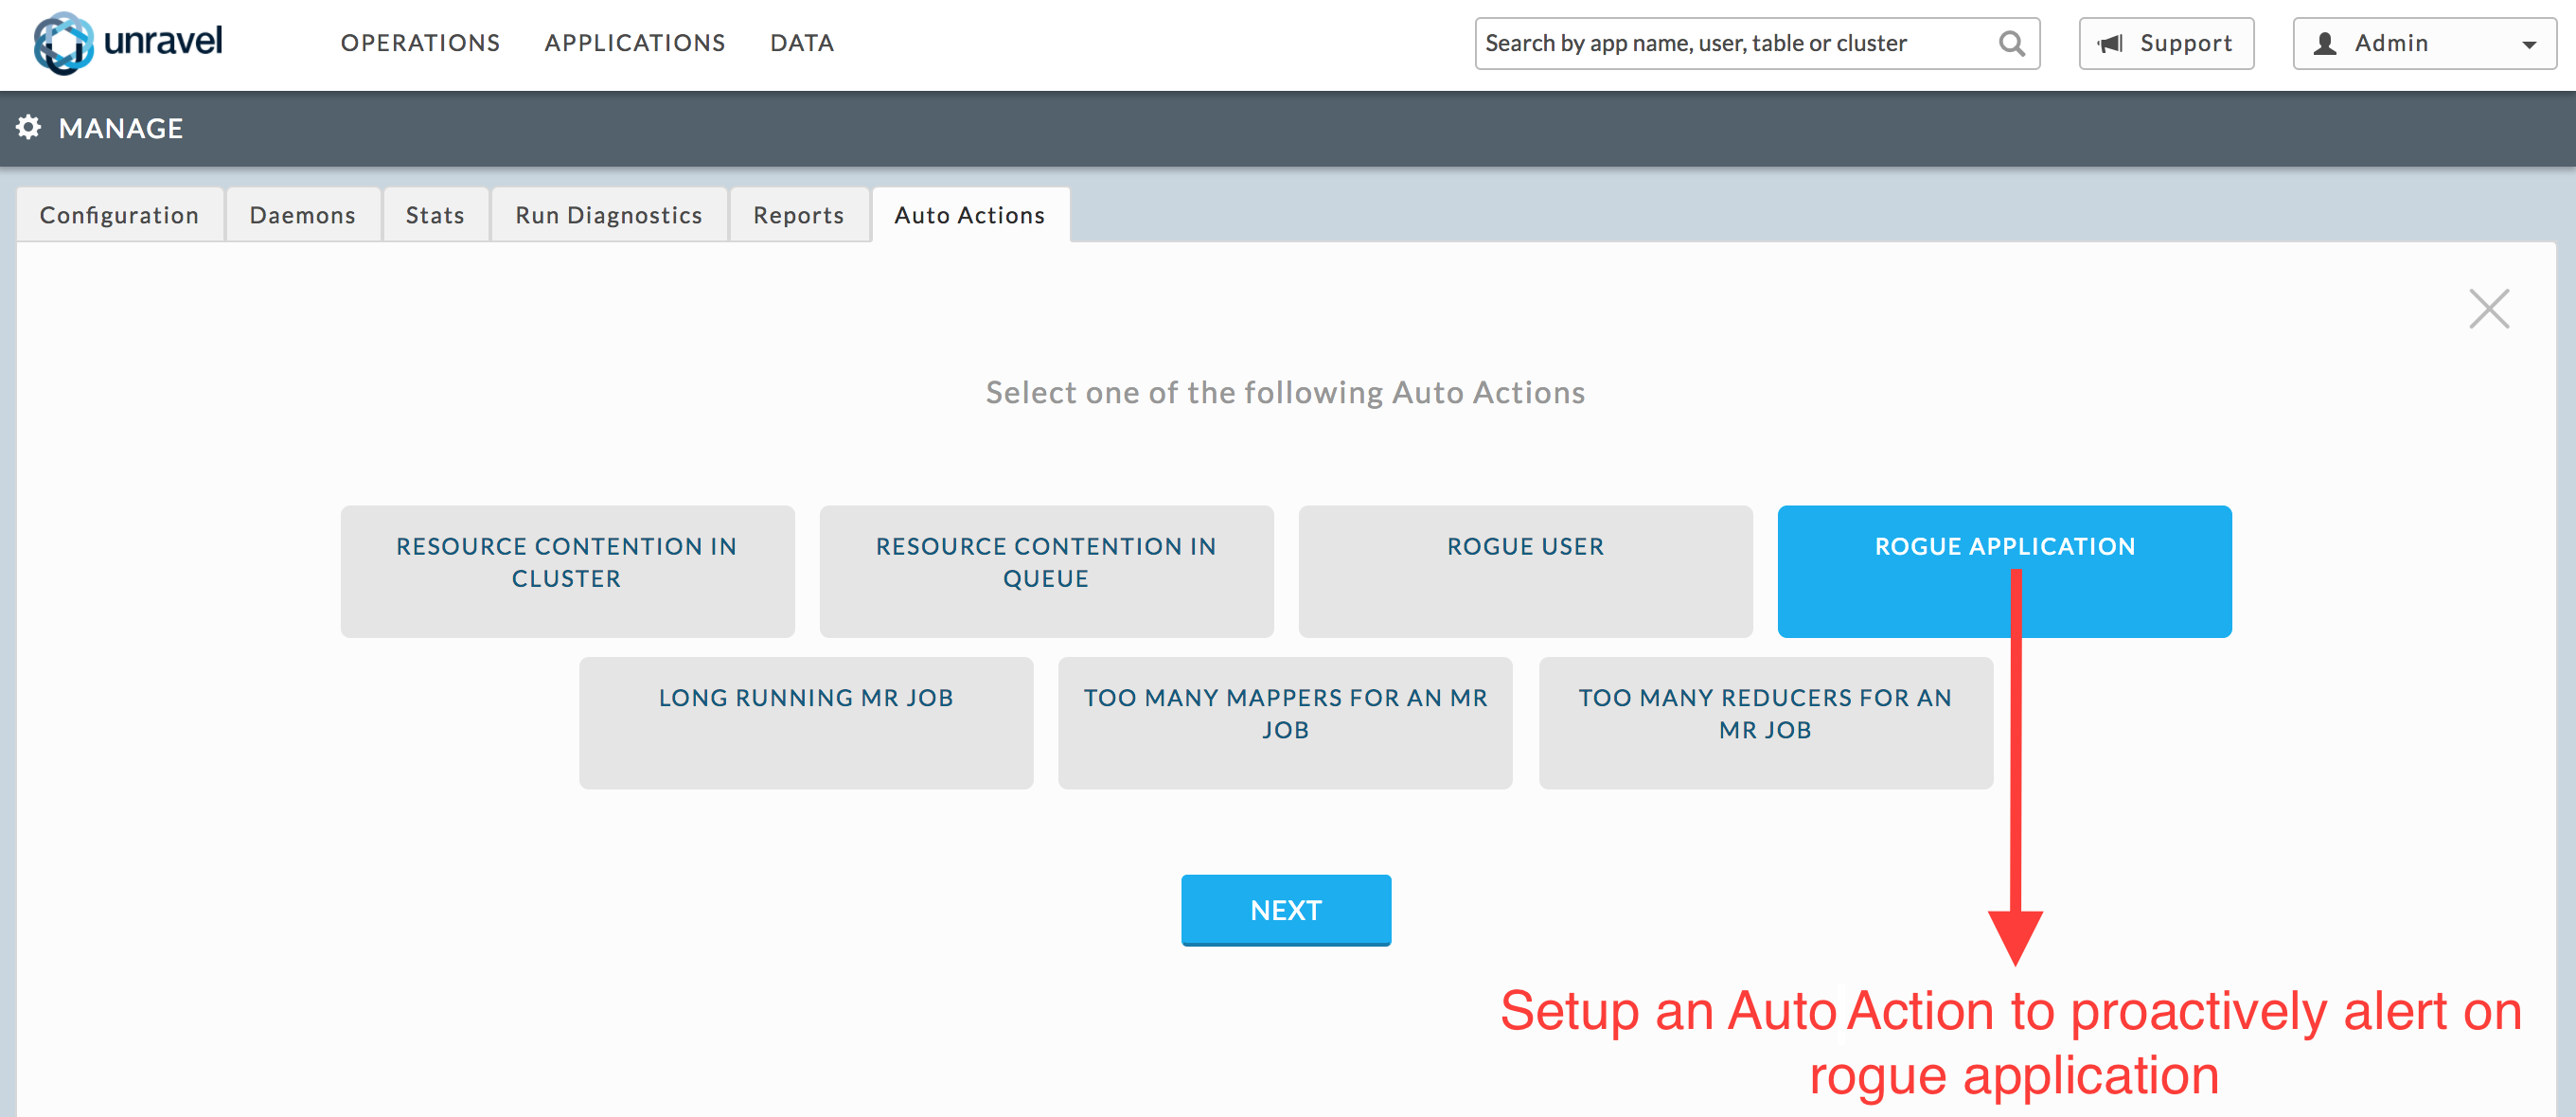 unravel
OPERATIONS APPLICATIONS DATA
Search by app name, user, table or cluster
Support
Admin
MANAGE
Configuration Daemons Stats Run Diagnostics Reports Auto Actions
Select one of the following Auto Actions
RESOURCE CONTENTION IN
CLUSTER
RESOURCE CONTENTION IN
QUEUE
ROGUE USER
ROGUE APPLICATION
LONG RUNNING MR JOB
TOO MANY MAPPERS FOR AN MR
JOB
TOO MANY REDUCERS FOR AN
MR JOB
NEXT
Setup an Auto Action to proactively alert on
rogue application